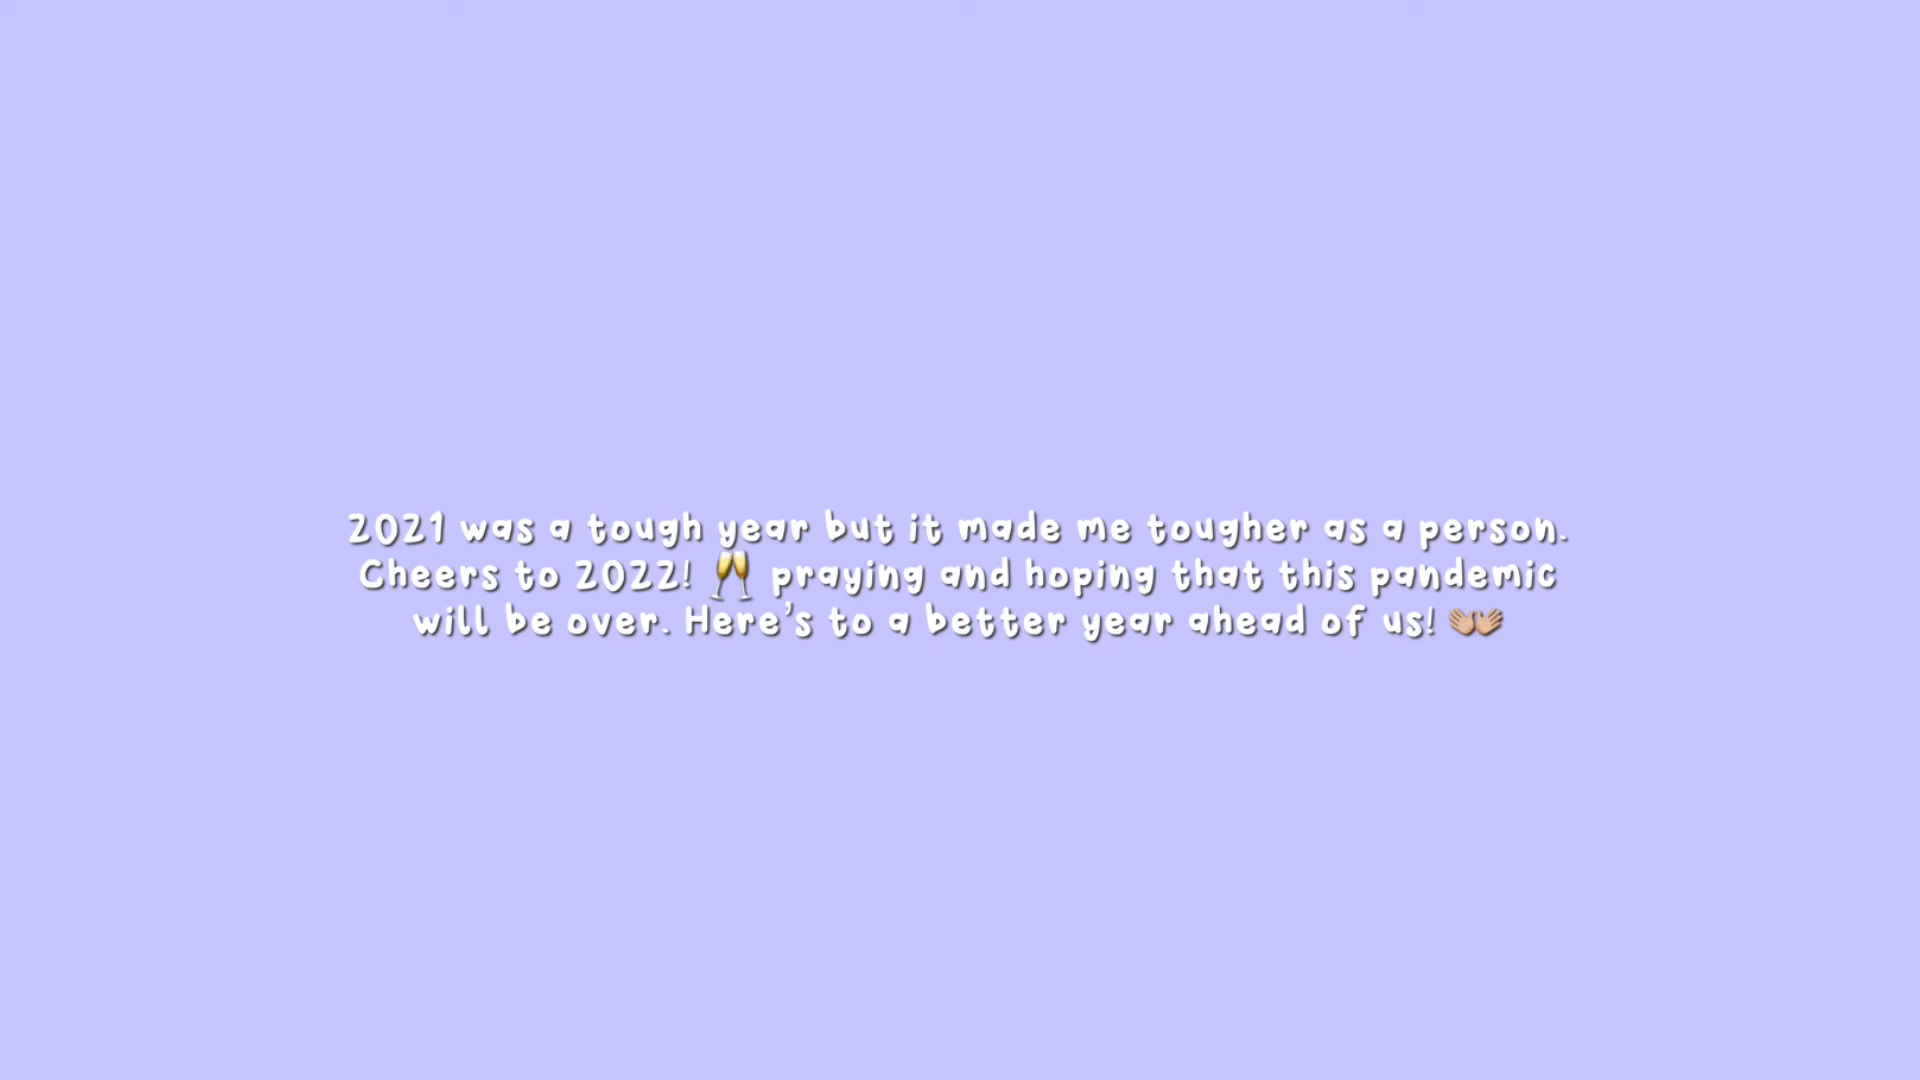 2021 was a tough year but it made me tougher as a person.
Cheers to 2022! 🥂 praying and hoping that this pandemic
will be over. Here's to a better year ahead of us! 👐🏼